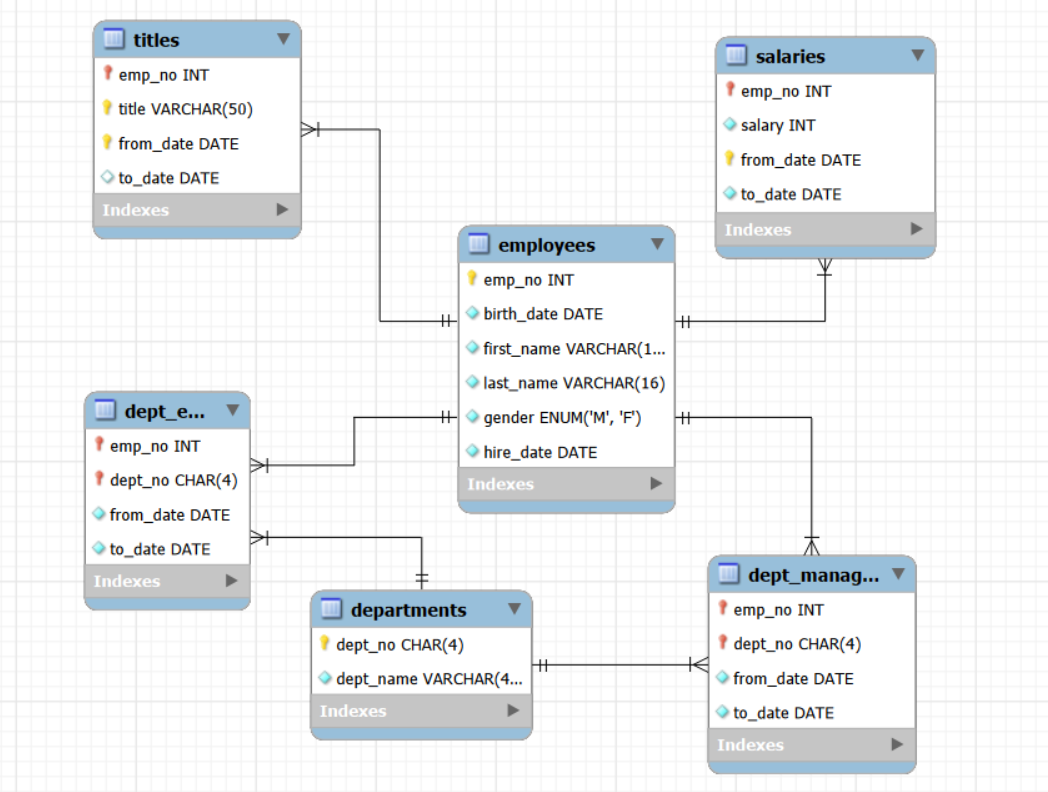 titles
emp_no INT
title VARCHAR(50)
from_date DATE
to_date DATE
Indexes
salaries
emp_no INT
salary INT
from_date DATE
to_date DATE
Indexes
employees
emp_no INT
birth_date DATE
first_name VARCHAR(1...
last_name VARCHAR(16)
gender ENUM('M', 'F')
hire_date DATE
Indexes
dept_e...
emp_no INT
dept_no CHAR(4)
from_date DATE
to_date DATE
Indexes
departments
dept_no CHAR(4)
dept_name VARCHAR(4...
Indexes
dept_manag...
emp_no INT
dept_no CHAR(4)
from_date DATE
to_date DATE
Indexes